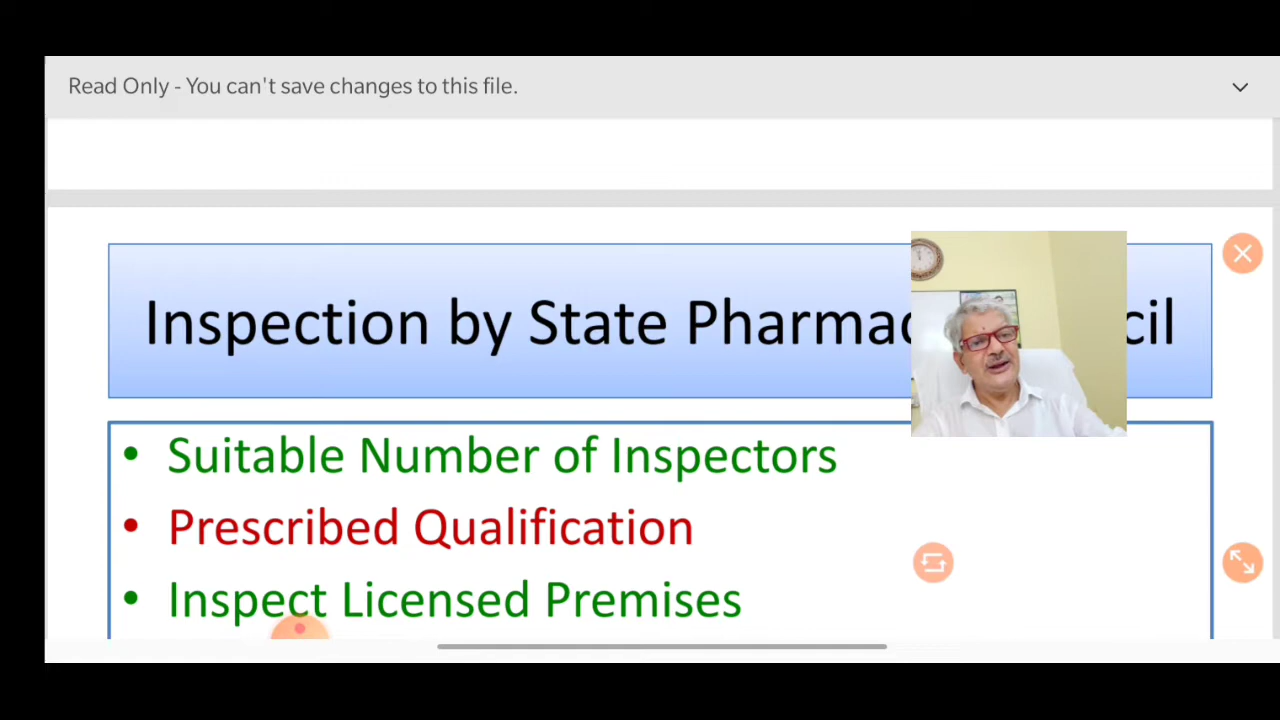 Read Only - You can't save changes to this file.
Inspection by State cil
• Suitable Number of Inspectors
• Prescribed Qualification
• Inspect Licensed Premises